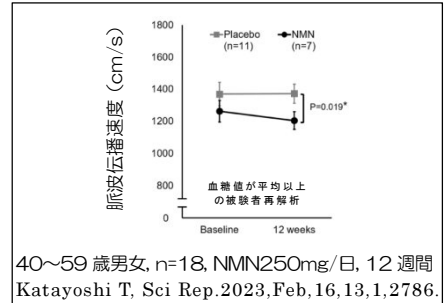 1800
Placebo
(n=11)
NMN
(n=7)
脈波伝播速度 (cm/s)
1600
1400
P=0.019*
1200
1000
800
血糖値が平均以上
の被験者再解析
0
Baseline
12 weeks
40～59 歳男女, n=18, NMN250mg/日, 12 週間
Katayoshi T, Sci Rep.2023,Feb,16,13,1,2786.